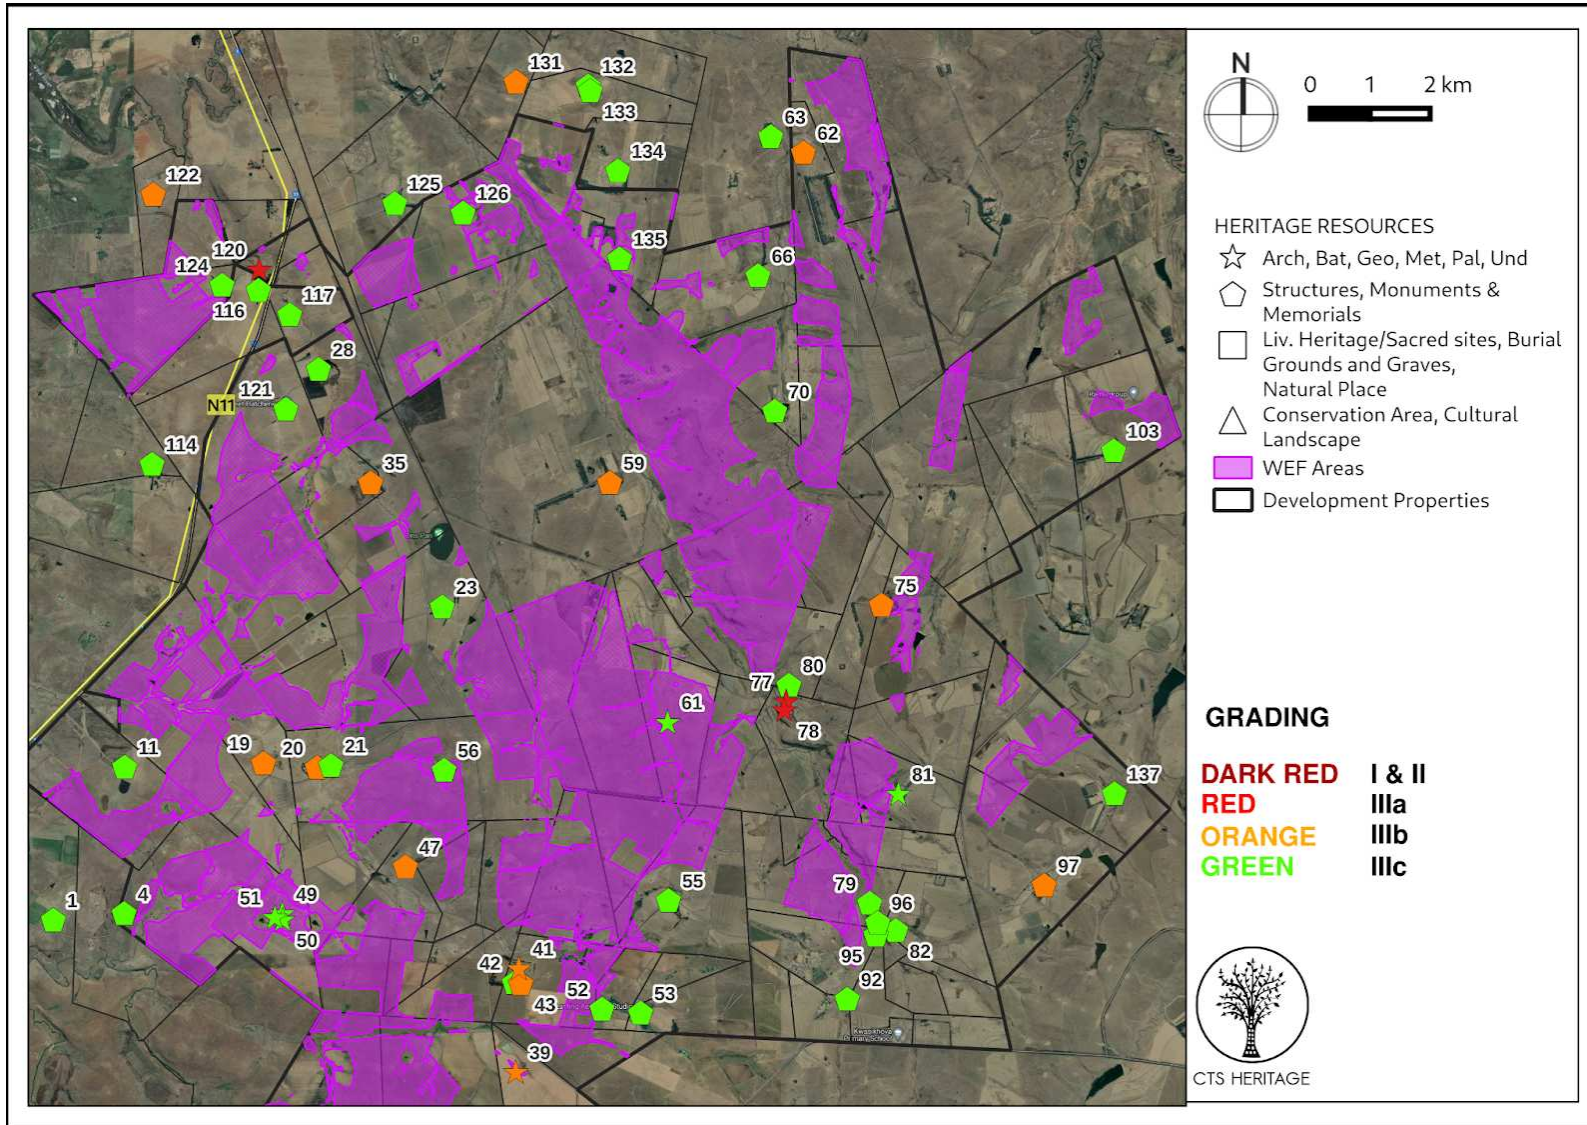 131
132
133
134
63
62
122
125
126
120
124
135
66
116
117
28
121
N11
70
103
114
35
59
23
75
77
80
61
78
11
19
20
21
56
81
137
47
97
1
4
51
49
50
55
79
96
95
82
41
42
43
52
53
92
Kwasikhova
Primary School
39
N
0 1 2 km
HERITAGE RESOURCES
Arch, Bat, Geo, Met, Pal, Und
Structures, Monuments &
Memorials
Liv. Heritage/Sacred sites, Burial
Grounds and Graves,
Natural Place
Conservation Area, Cultural
Landscape
WEF Areas
Development Properties
GRADING
DARK RED I & II
RED IIIa
ORANGE IIIb
GREEN IIIc
CTS HERITAGE